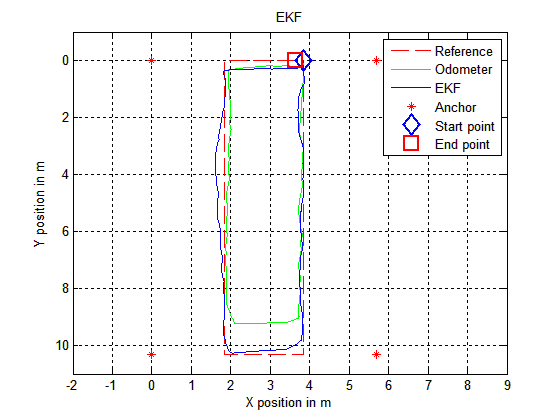 EKF
Reference
Odometer
EKF
Anchor
Start point
End point
0
2
4
6
8
10
Y position in m
-2 -1 0 1 2 3 4 5 6 7 8 9
X position in m